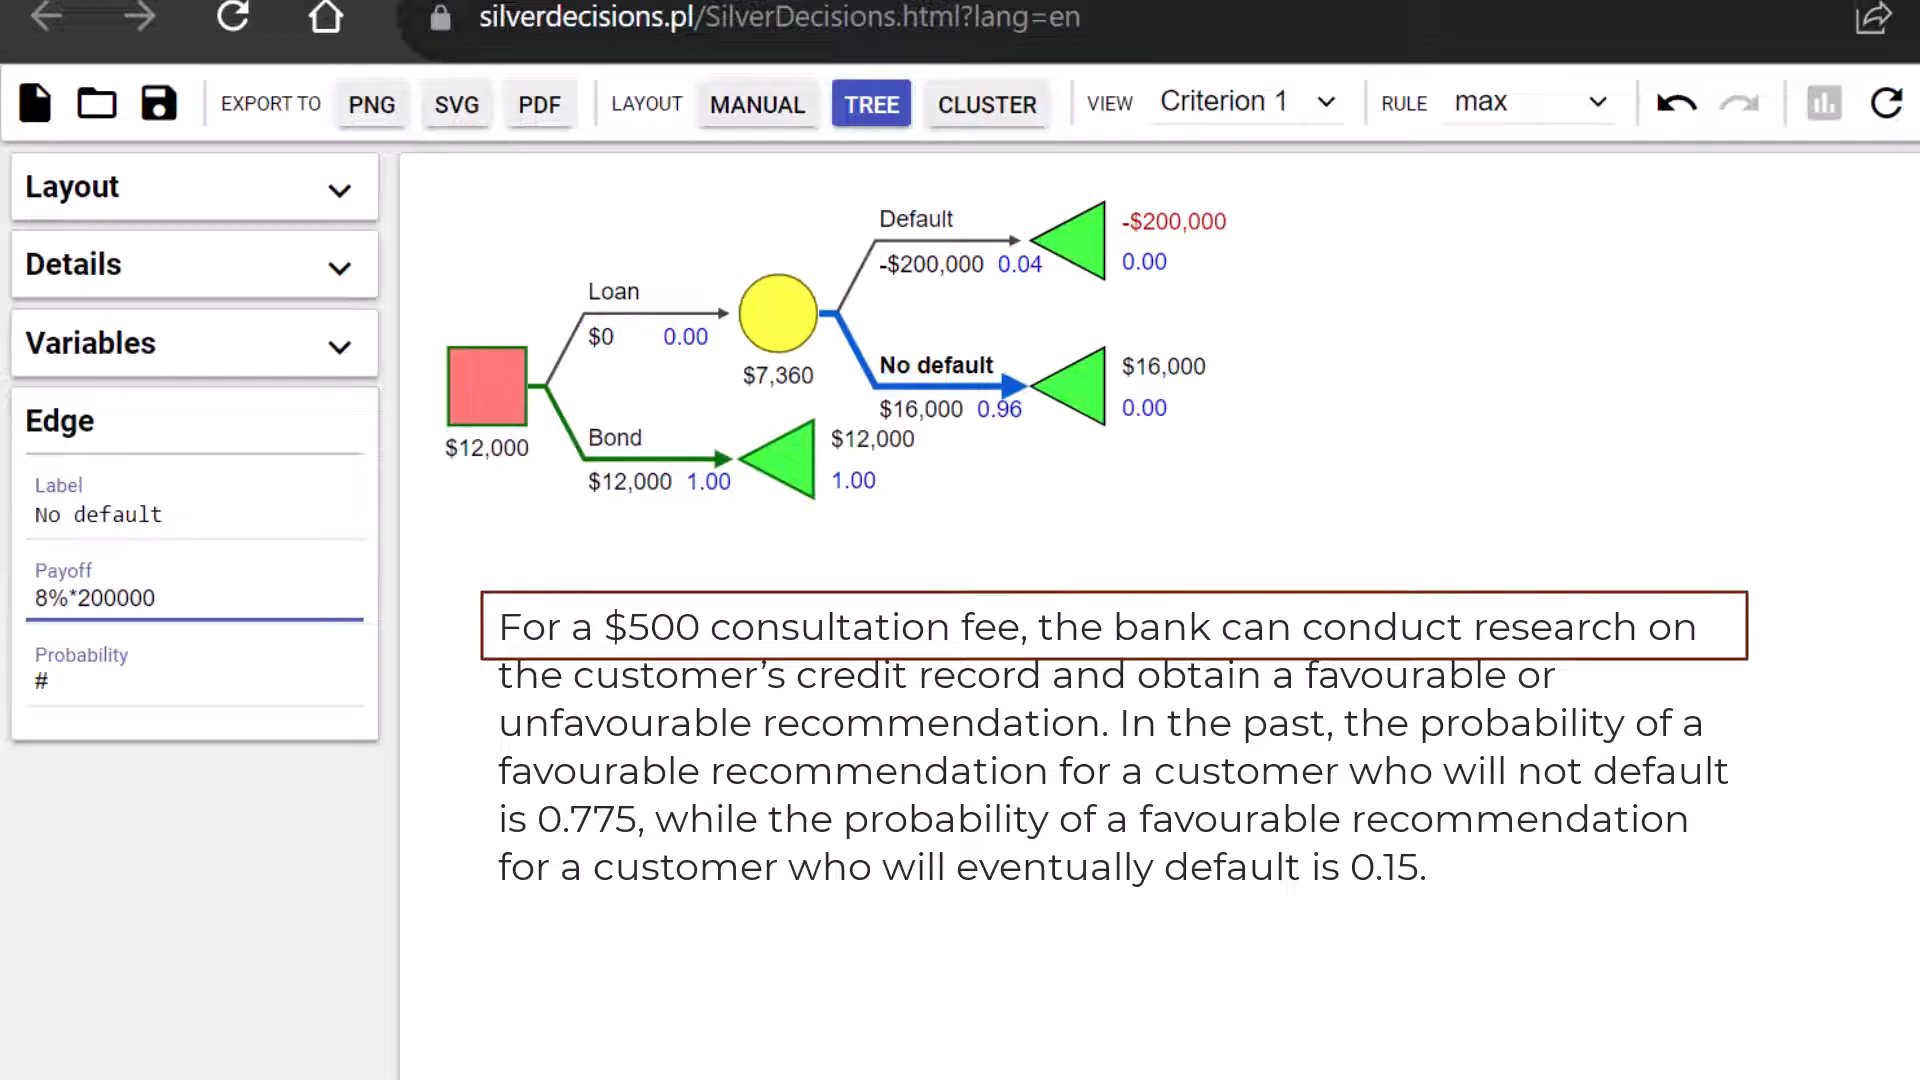 silverdecisions.pl/SilverDecisions.html?lang=en
EXPORT TO PNG SVG PDF LAYOUT MANUAL TREE CLUSTER VIEW Criterion 1 RULE max
Layout
Details
Variables
Edge
Label
No default
Payoff
8%*200000
Probability
#
Default
-$200,000 0.04
-$200,000
0.00
Loan
$0 0.00
$7,360
No default
$16,000 0.96
$16,000
0.00
$12,000
Bond
$12,000 1.00
$12,000
1.00
For a $500 consultation fee, the bank can conduct research on
the customer’s credit record and obtain a favourable or
unfavourable recommendation. In the past, the probability of a
favourable recommendation for a customer who will not default
is 0.775, while the probability of a favourable recommendation
for a customer who will eventually default is 0.15.